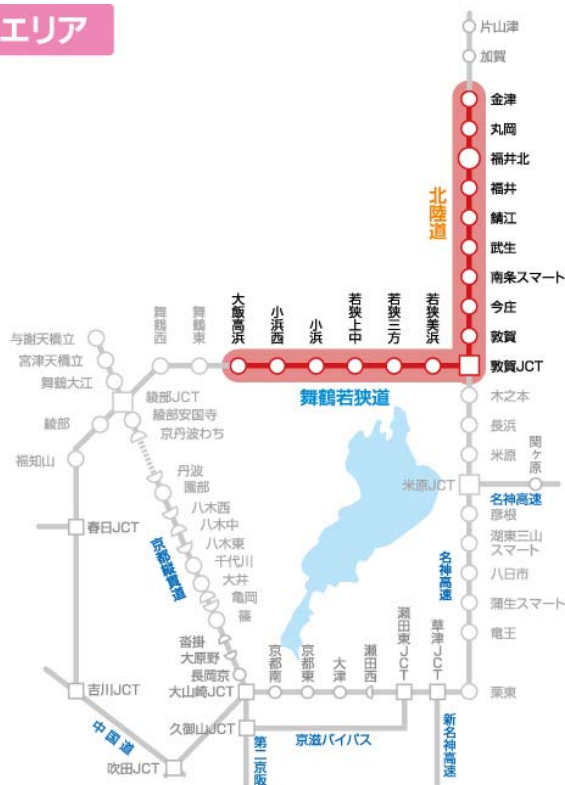 エリア
片山津
加賀
金津
丸岡
福井北
福井
鯖江
武生
南条スマート
今庄
敦賀
敦賀JCT
北陸道
大飯高浜
小浜西
小浜
若狭上中
若狭三方
若狭美浜
舞鶴西
舞鶴東
舞鶴若狭道
与謝天橋立
宮津天橋立
舞鶴大江
綾部JCT
綾部安国寺
京丹波わち
綾部
福知山
丹波
園部
八木西
八木中
八木東
千代川
大井
亀岡
篠
京都縦貫道
春日JCT
沓掛
大原野
長岡京
大山崎JCT
吉川JCT
中国道
吹田JCT
久御山JCT
第二京阪
京滋バイパス
京都南
京都東
大津
瀬田西
瀬田東JCT
草津JCT
新名神高速
栗東
木之本
長浜
米原
関ヶ原
米原JCT
名神高速
彦根
湖東三山
スマート
八日市
蒲生スマート
竜王
名神高速